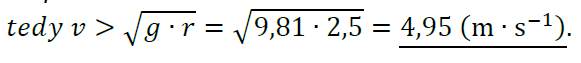 tedy v > √(g · r) = √(9,81 · 2,5) = 4,95 (m · s⁻¹).